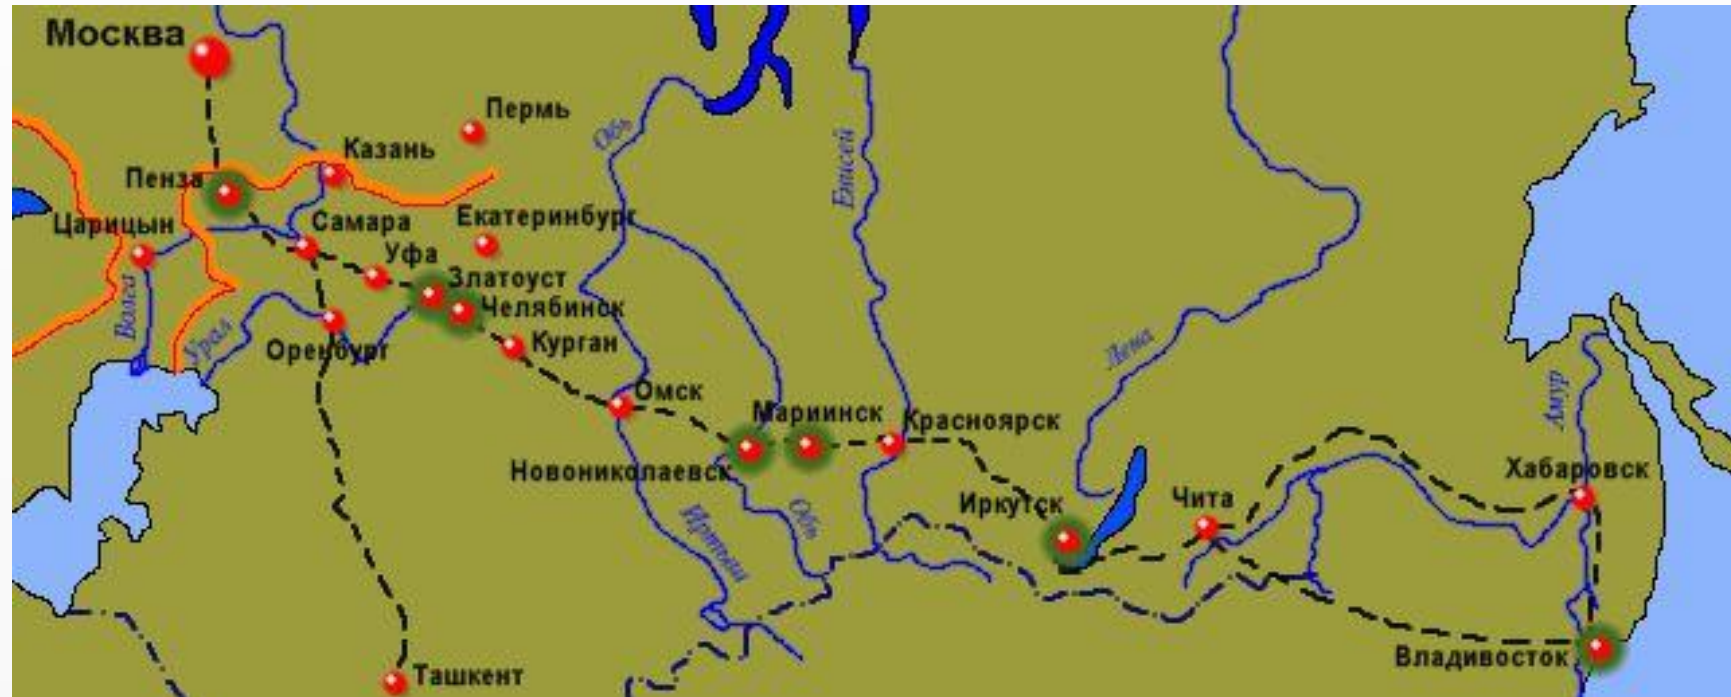 Москва
Пермь
Казань
Пенза
Царицын
Самара
Екатеринбург
Уфа
Златоуст
Челябинск
Волга
Урал
Оренбург
Курган
Обь
Енисей
Лена
Омск
Мариинск
Красноярск
Новониколаевск
Иртыш
Обь
Иркутск
Чита
Амур
Хабаровск
Владивосток
Ташкент